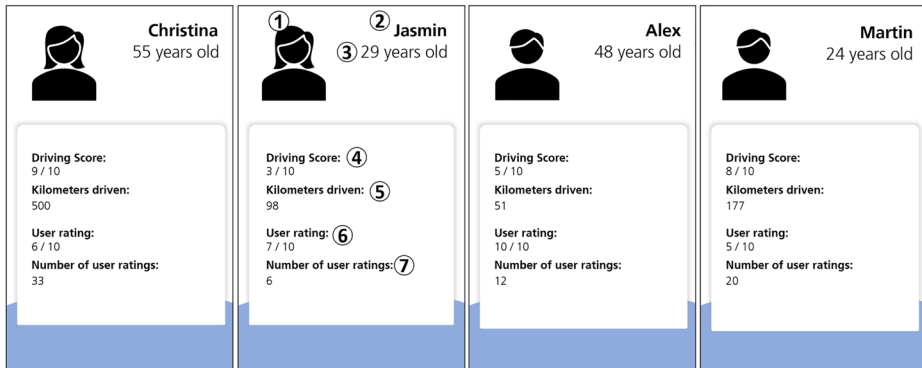 Christina
55 years old
Driving Score:
9 / 10
Kilometers driven:
500
User rating:
6 / 10
Number of user ratings:
33
1
2
Jasmin
3 29 years old
Driving Score: 4
3 / 10
Kilometers driven: 5
98
User rating: 6
7 / 10
Number of user ratings: 7
6
Alex
48 years old
Driving Score:
5 / 10
Kilometers driven:
51
User rating:
10 / 10
Number of user ratings:
12
Martin
24 years old
Driving Score:
8 / 10
Kilometers driven:
177
User rating:
5 / 10
Number of user ratings:
20